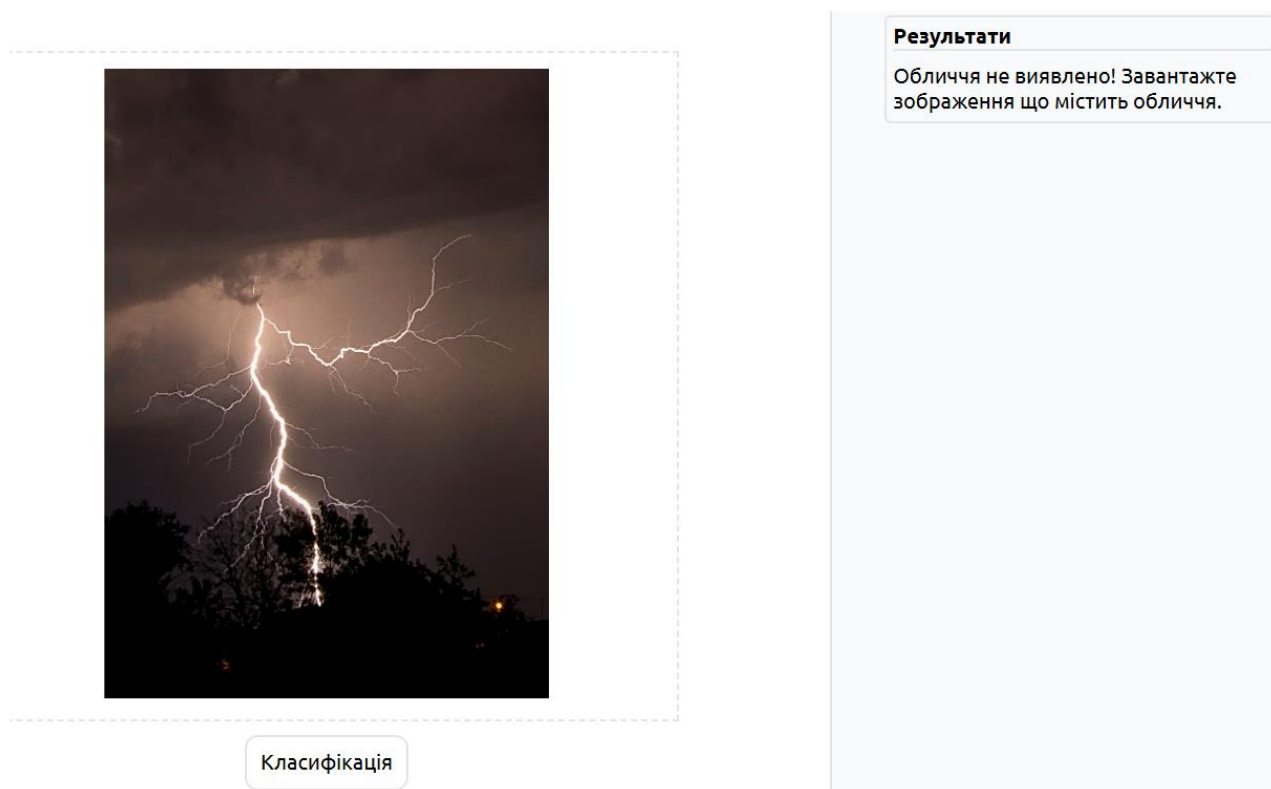 Результати
Обличчя не виявлено! Завантажте
зображення що містить обличчя.
Класифікація